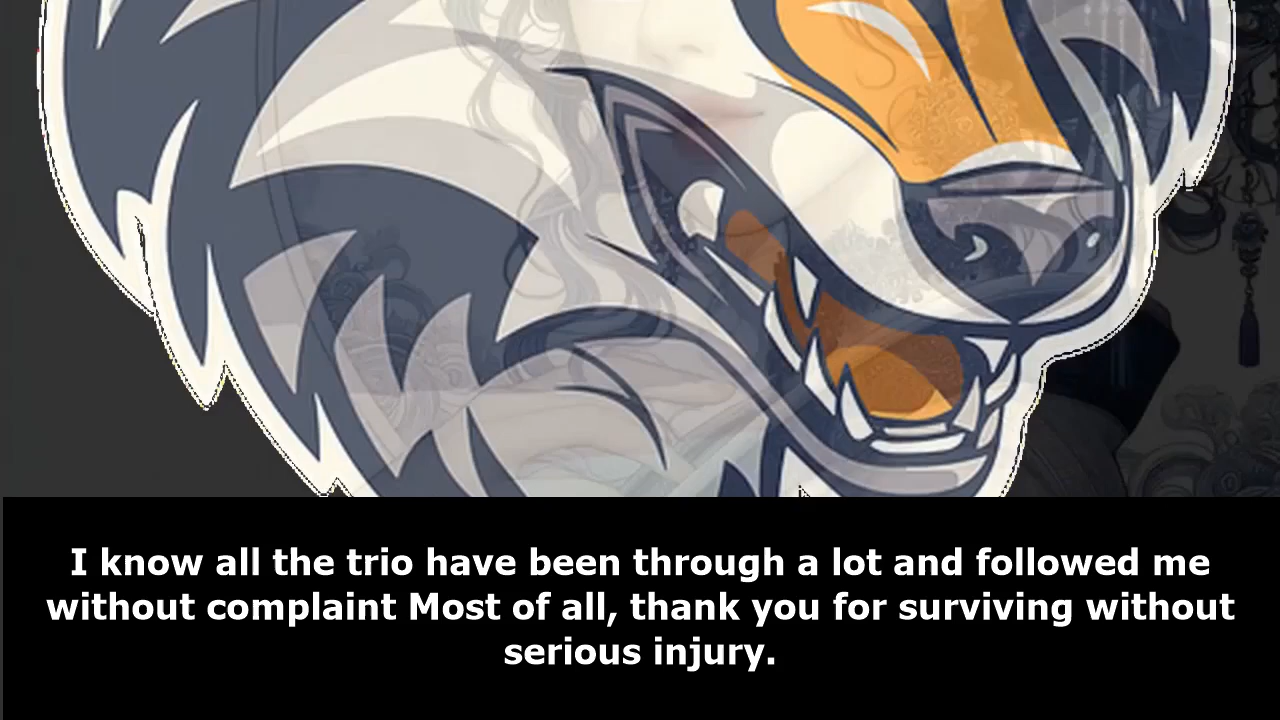 I know all the trio have been through a lot and followed me
without complaint Most of all, thank you for surviving without
serious injury.